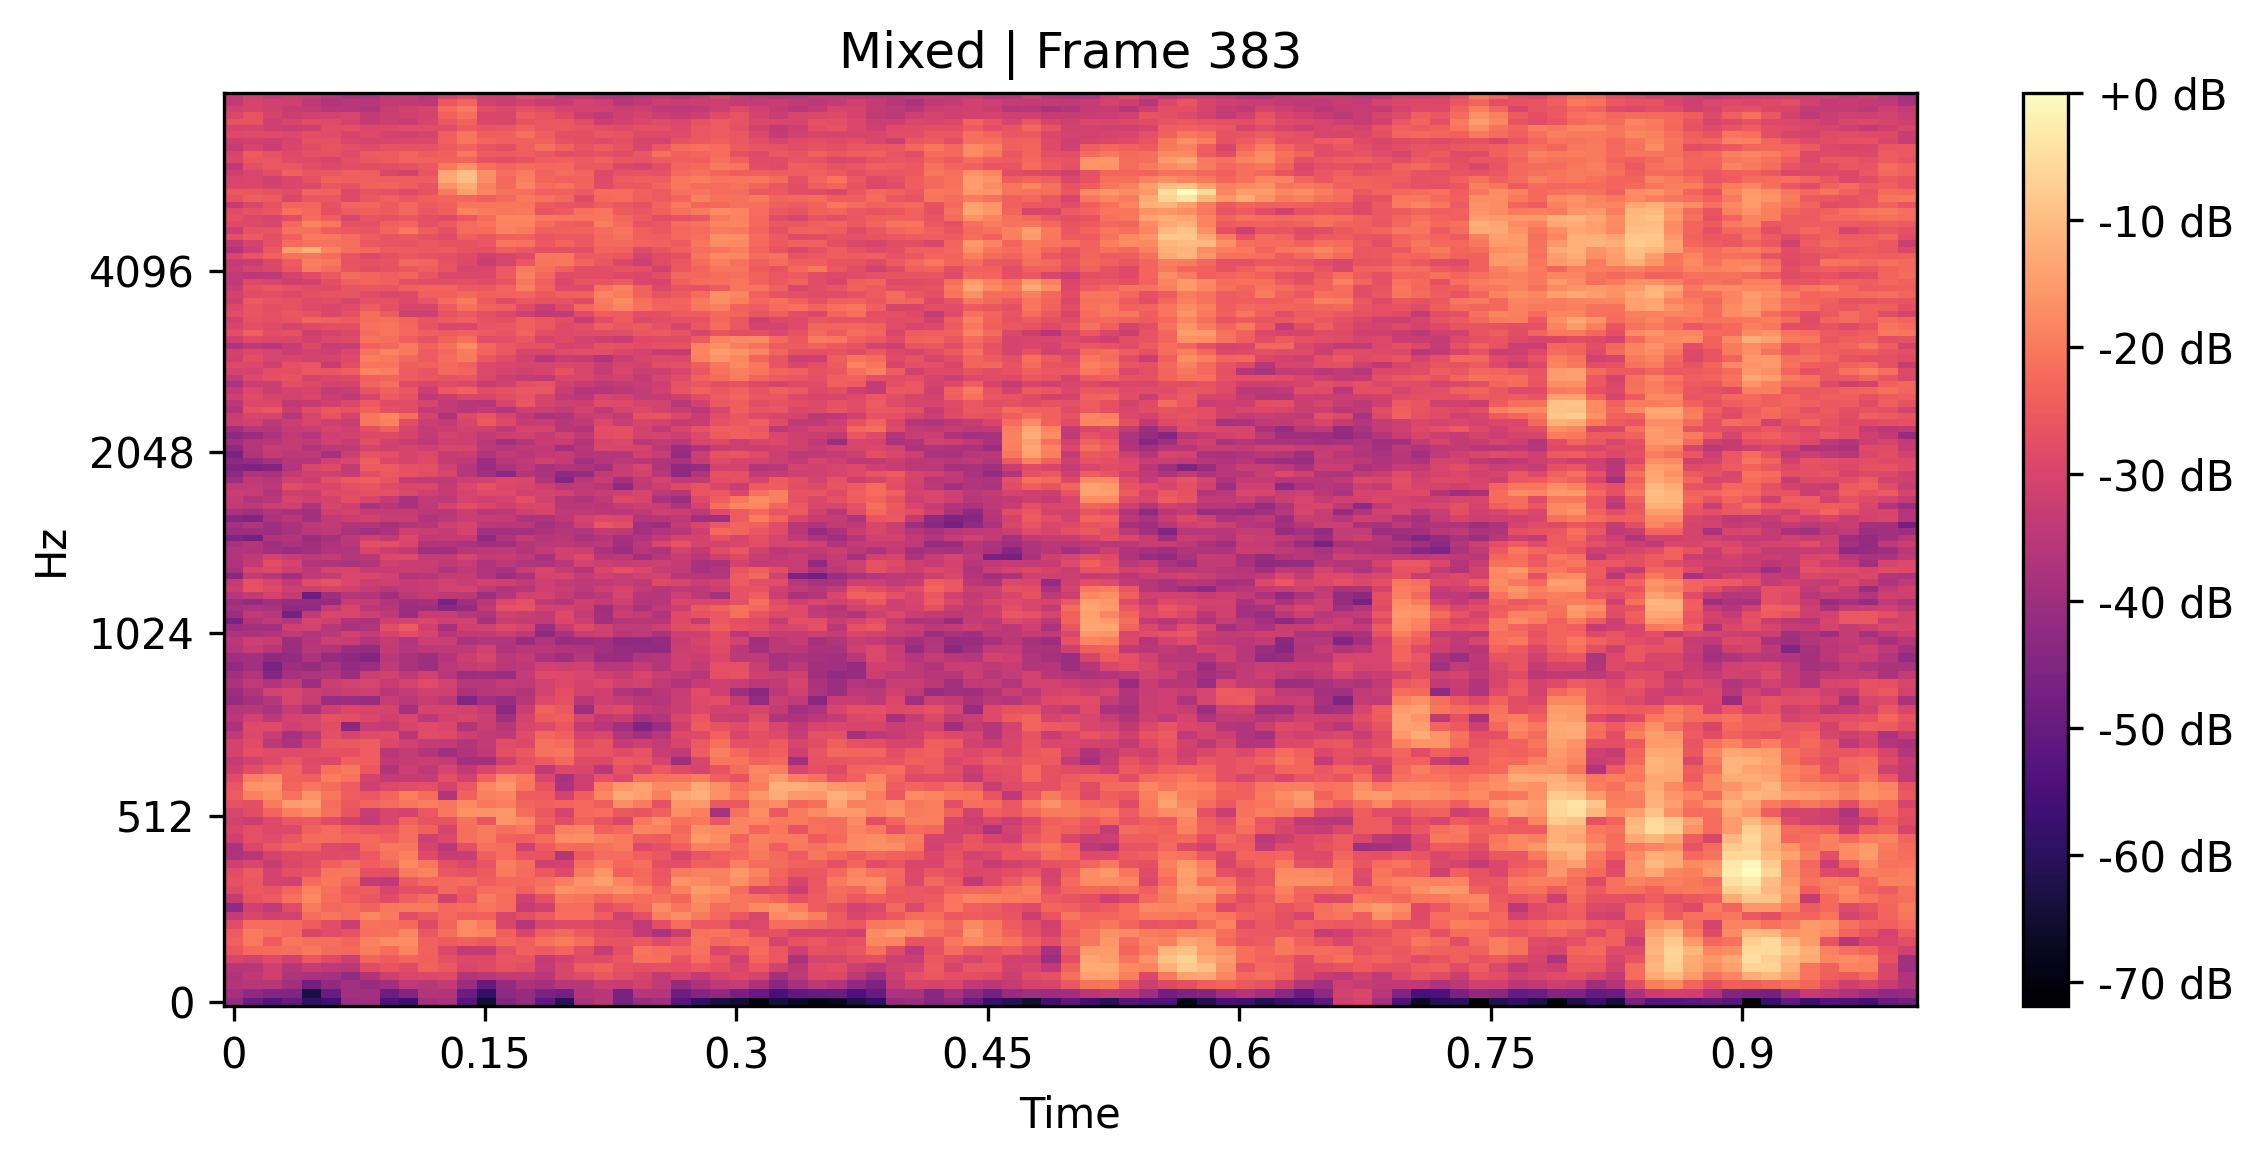 Mixed | Frame 383
Hz
4096
2048
1024
512
0
0 0.15 0.3 0.45 0.6 0.75 0.9
Time
+0 dB
-10 dB
-20 dB
-30 dB
-40 dB
-50 dB
-60 dB
-70 dB